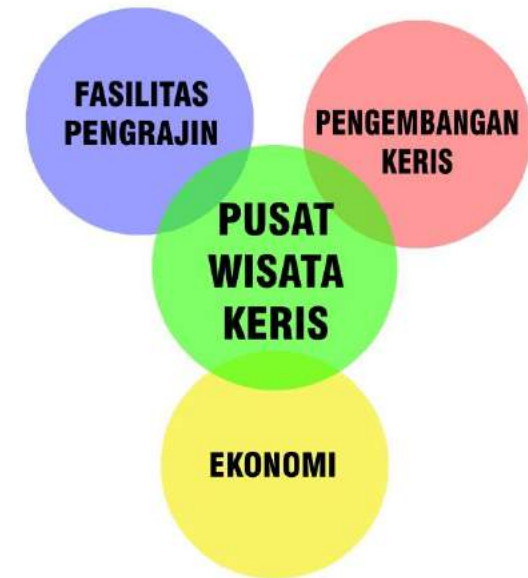 FASILITAS
PENGRAJIN
PENGEMBANGAN
KERIS
PUSAT
WISATA
KERIS
EKONOMI